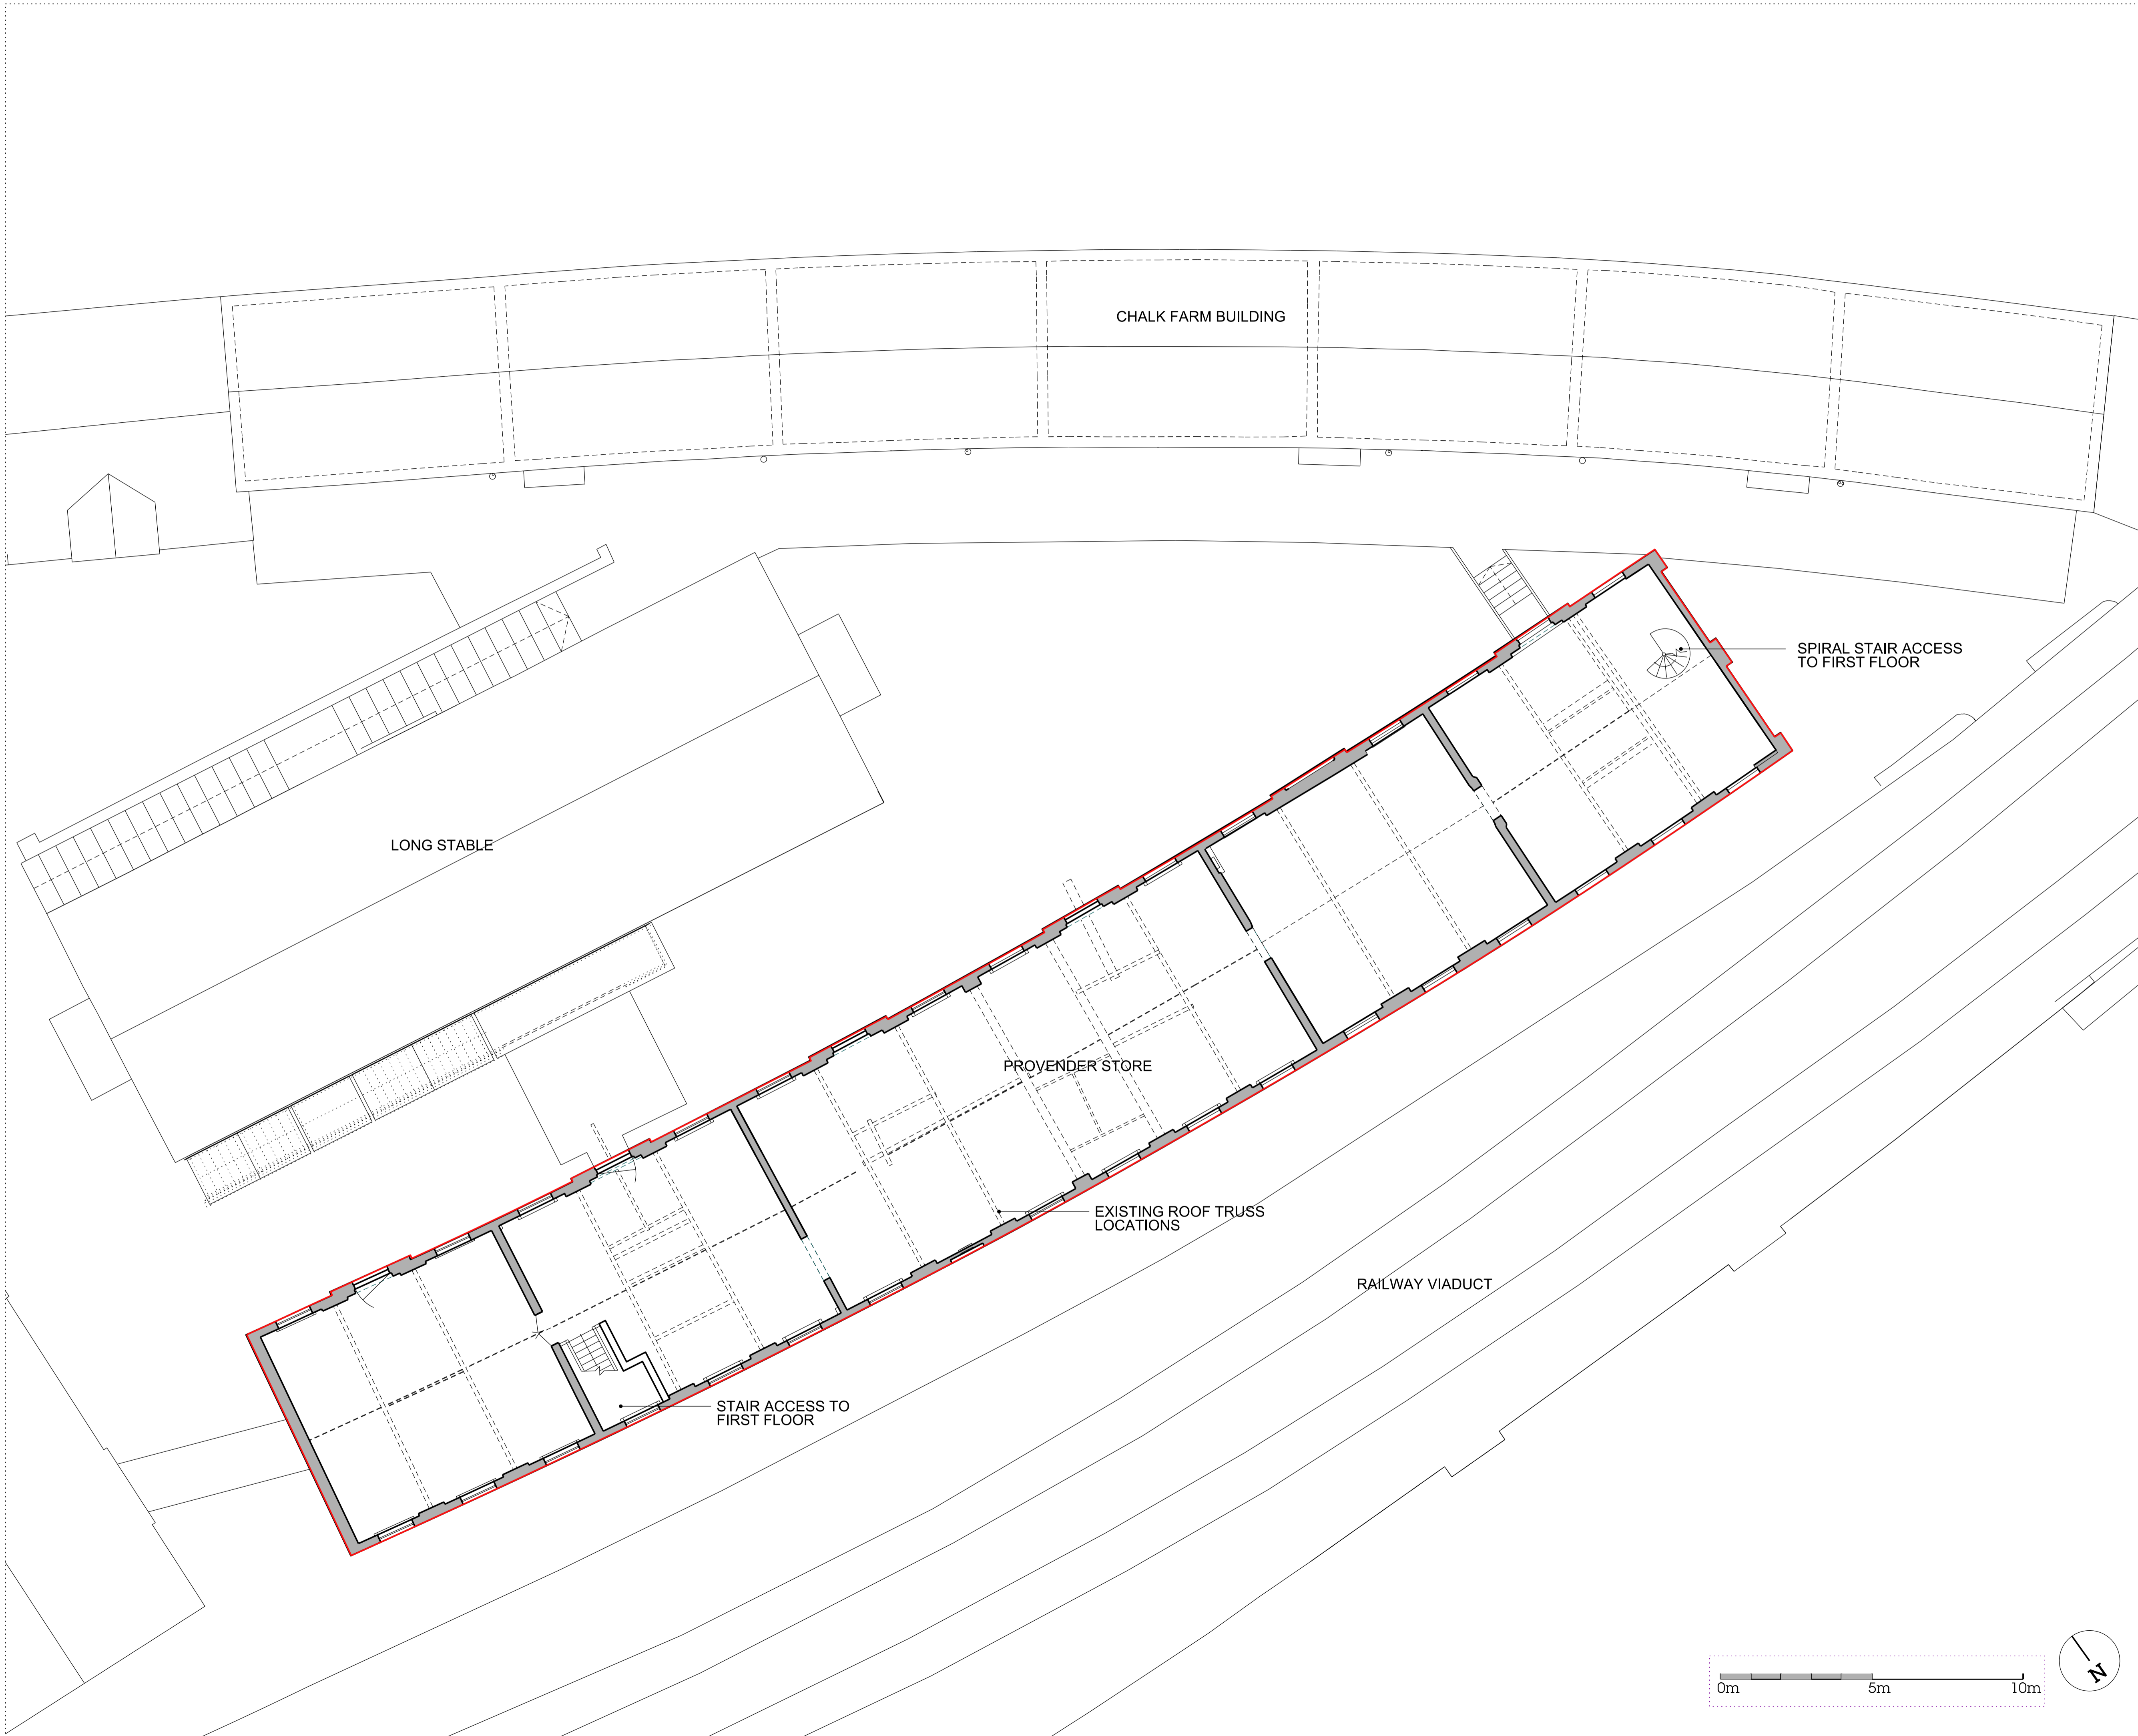 CHALK FARM BUILDING
SPIRAL STAIR ACCESS
TO FIRST FLOOR
LONG STABLE
PROVENDER STORE
EXISTING ROOF TRUSS
LOCATIONS
RAILWAY VIADUCT
STAIR ACCESS TO
FIRST FLOOR
0m 5m 10m
N